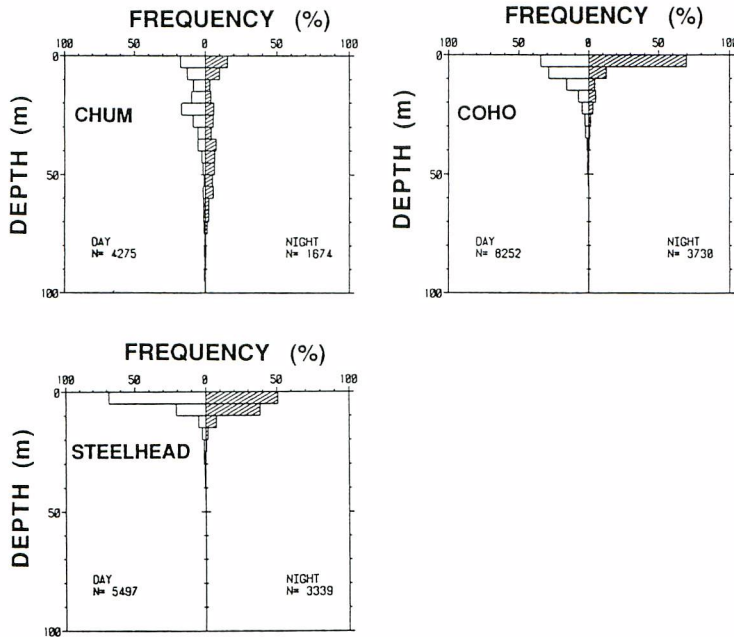 FREQUENCY (%)
100 50 0 50 100
DEPTH (m)
0
50
100
CHUM
DAY
N= 4275
NIGHT
N= 1674
FREQUENCY (%)
100 50 0 50 100
DEPTH (m)
0
50
100
COHO
DAY
N= 8252
NIGHT
N= 3730
FREQUENCY (%)
100 50 0 50 100
DEPTH (m)
0
50
100
STEELHEAD
DAY
N= 5497
NIGHT
N= 3339